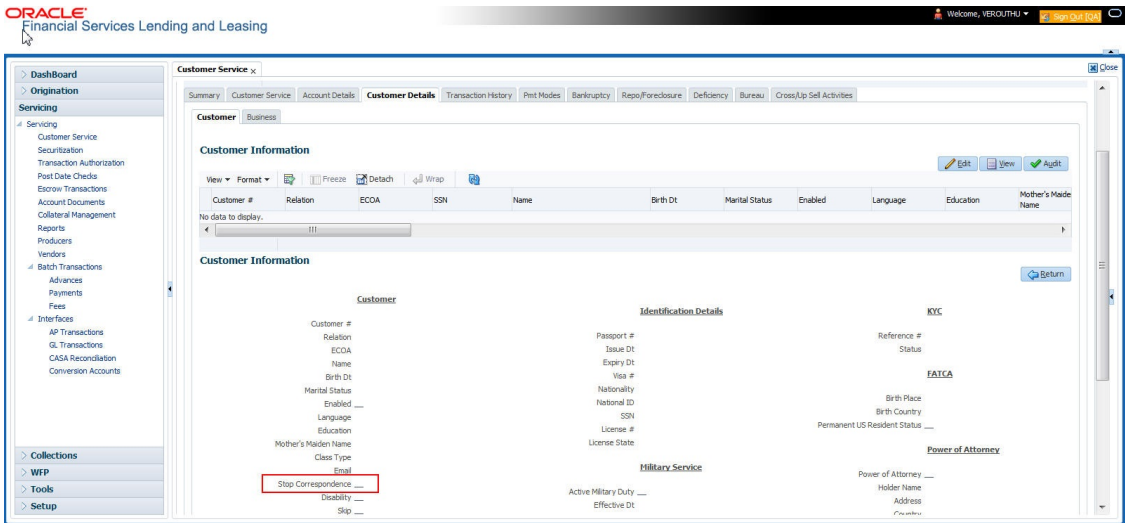 ORACLE
Financial Services Lending and Leasing
Welcome, VEROUTHU
Sign Out [QA]
DashBoard
Origination
Servicing
Servicing
Customer Service
Securitization
Transaction Authorization
Post Date Checks
Escrow Transactions
Account Documents
Collateral Management
Reports
Producers
Vendors
Batch Transactions
Advances
Payments
Fees
Interfaces
AP Transactions
GL Transactions
CASA Reconciliation
Conversion Accounts
Collections
WFP
Tools
Setup
Customer Service x
Close
Summary Customer Service Account Details Customer Details Transaction History Pmt Modes Bankruptcy Repo/Foreclosure Deficiency Bureau Cross/Up Sell Activities
Customer Business
Customer Information
Edit View Audit
View Format Freeze Detach Wrap
Customer # Relation ECOA SSN Name Birth Dt Marital Status Enabled Language Education Mother's Maide
Name
No data to display.
Customer Information
Return
Customer
Customer #
Relation
ECOA
Name
Birth Dt
Marital Status
Enabled __
Language
Education
Mother's Maiden Name
Class Type
Email
Stop Correspondence __
Disability __
Skip __
Identification Details
Passport #
Issue Dt
Expiry Dt
Visa #
Nationality
National ID
SSN
License #
License State
Military Service
Active Military Duty __
Effective Dt
KYC
Reference #
Status
FATCA
Birth Place
Birth Country
Permanent US Resident Status __
Power of Attorney
Power of Attorney __
Holder Name
Address
Country